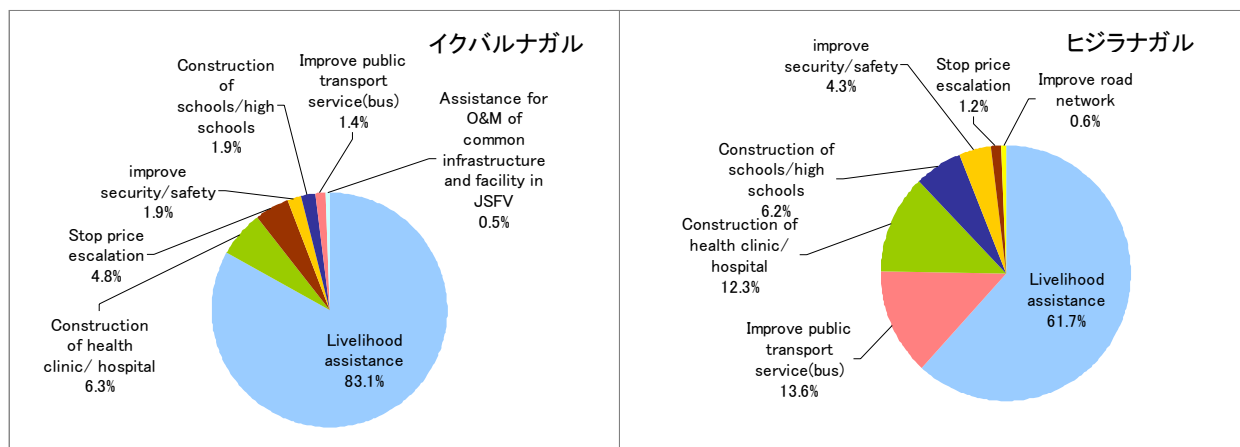 イクバルナガル
Construction
of
schools/high
schools
1.9%
Improve public
transport
service(bus)
1.4%
Assistance for
O&M of
common
infrastructure
and facility in
JSFV
0.5%
improve
security/safety
1.9%
Stop price
escalation
4.8%
Construction
of health
clinic/ hospital
6.3%
Livelihood
assistance
83.1%
ヒジラナガル
improve
security/safety
4.3%
Stop price
escalation
1.2%
Improve road
network
0.6%
Construction of
schools/high
schools
6.2%
Construction of
health clinic/
hospital
12.3%
Improve public
transport
service(bus)
13.6%
Livelihood
assistance
61.7%